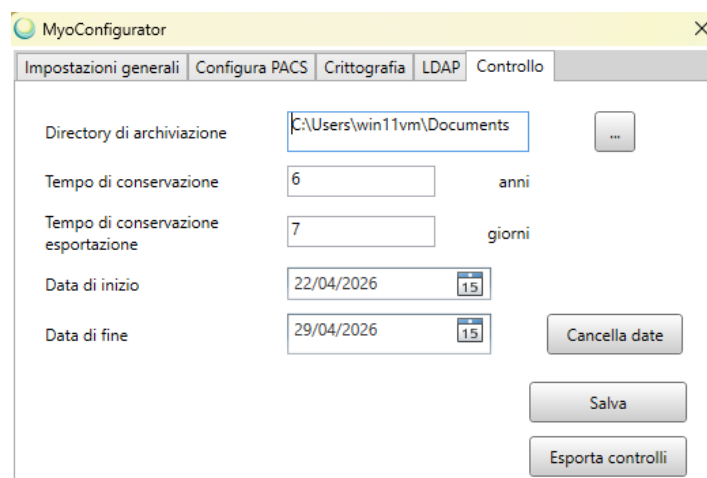 MyoConfigurator
Impostazioni generali Configura PACS Crittografia LDAP Controllo
Directory di archiviazione C:\Users\win11vm\Documents ...
Tempo di conservazione 6 anni
Tempo di conservazione
esportazione 7 giorni
Data di inizio 22/04/2026 15
Data di fine 29/04/2026 15 Cancella date
Salva
Esporta controlli